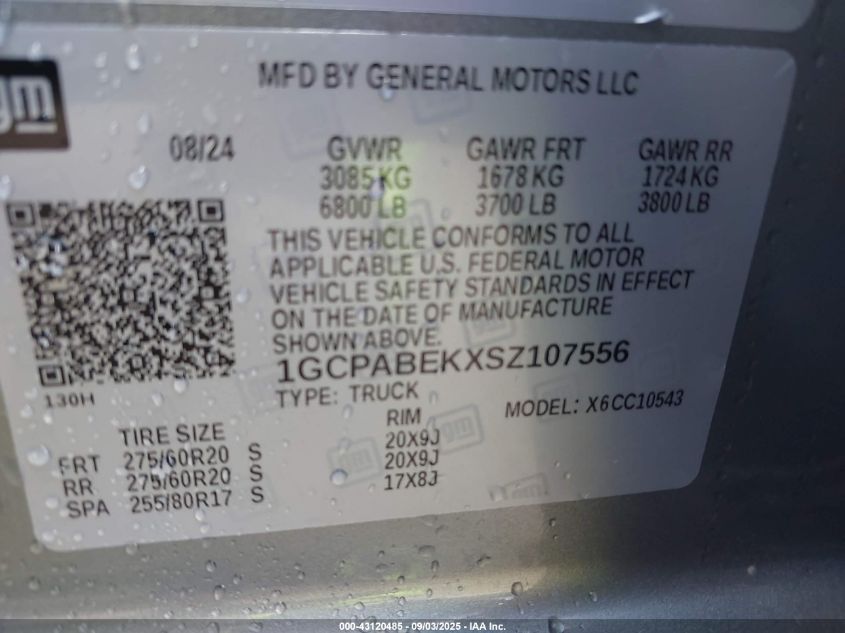 MFD BY GENERAL MOTORS LLC
gm
08/24 GVWR GAWR FRT GAWR RR
3085 KG 1678 KG 1724 KG
6800 LB 3700 LB 3800 LB
THIS VEHICLE CONFORMS TO ALL
APPLICABLE U.S. FEDERAL MOTOR
VEHICLE SAFETY STANDARDS IN EFFECT
ON THE DATE OF MANUFACTURE
SHOWN ABOVE.
1GCPABEKXSZ107556
130H
TYPE: TRUCK MODEL: X6CC10543
TIRE SIZE RIM
FRT 275/60R20 S 20X9J
RR 275/60R20 S 20X9J
SPA 255/80R17 S 17X8J
000-43120485 - 09/03/2025 - IAA Inc.